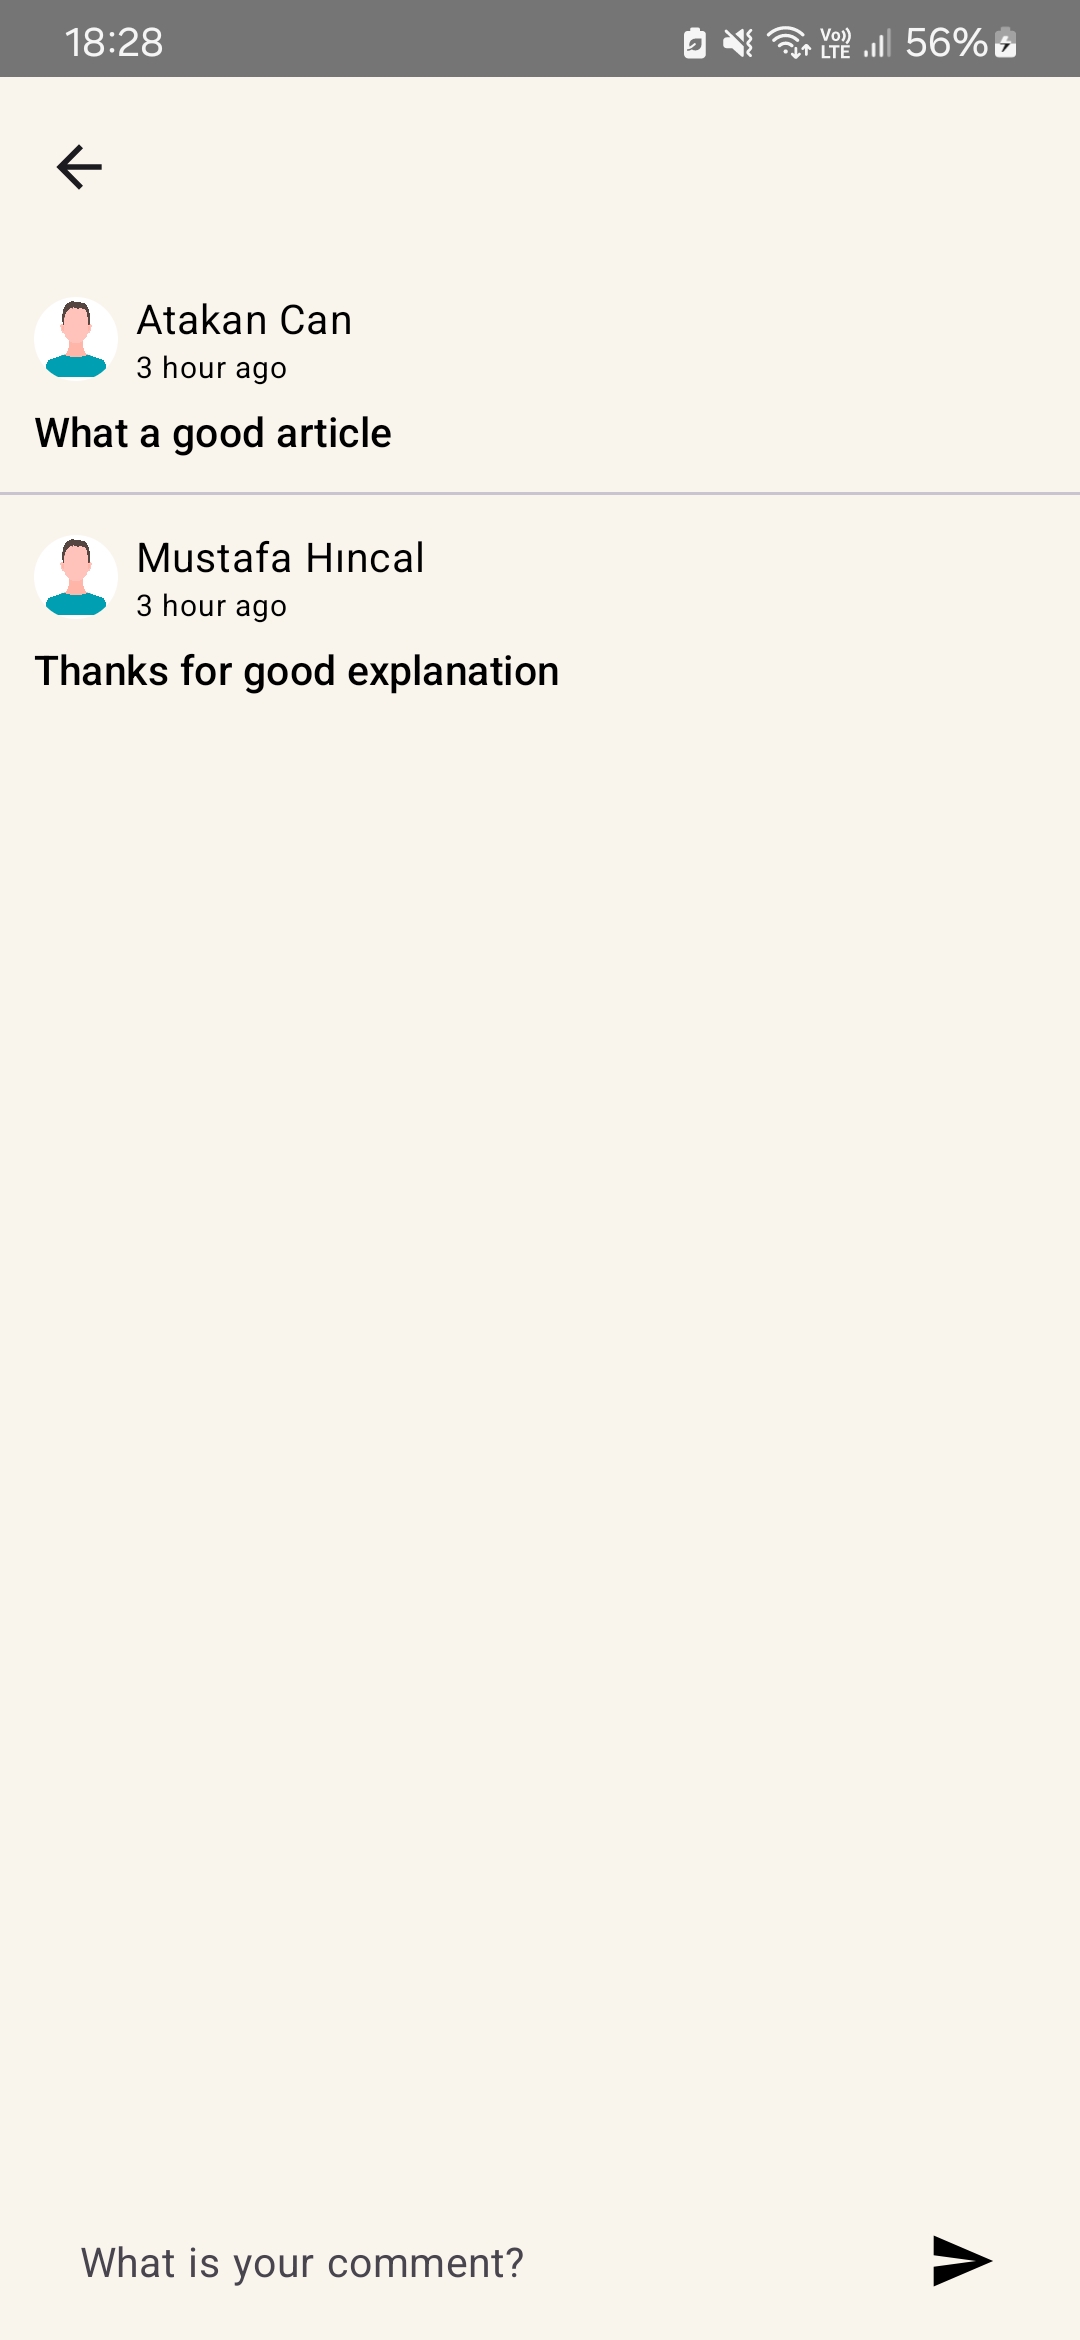 18:28 Vo)) LTE 56%
Atakan Can
3 hour ago
What a good article
Mustafa Hıncal
3 hour ago
Thanks for good explanation
What is your comment?